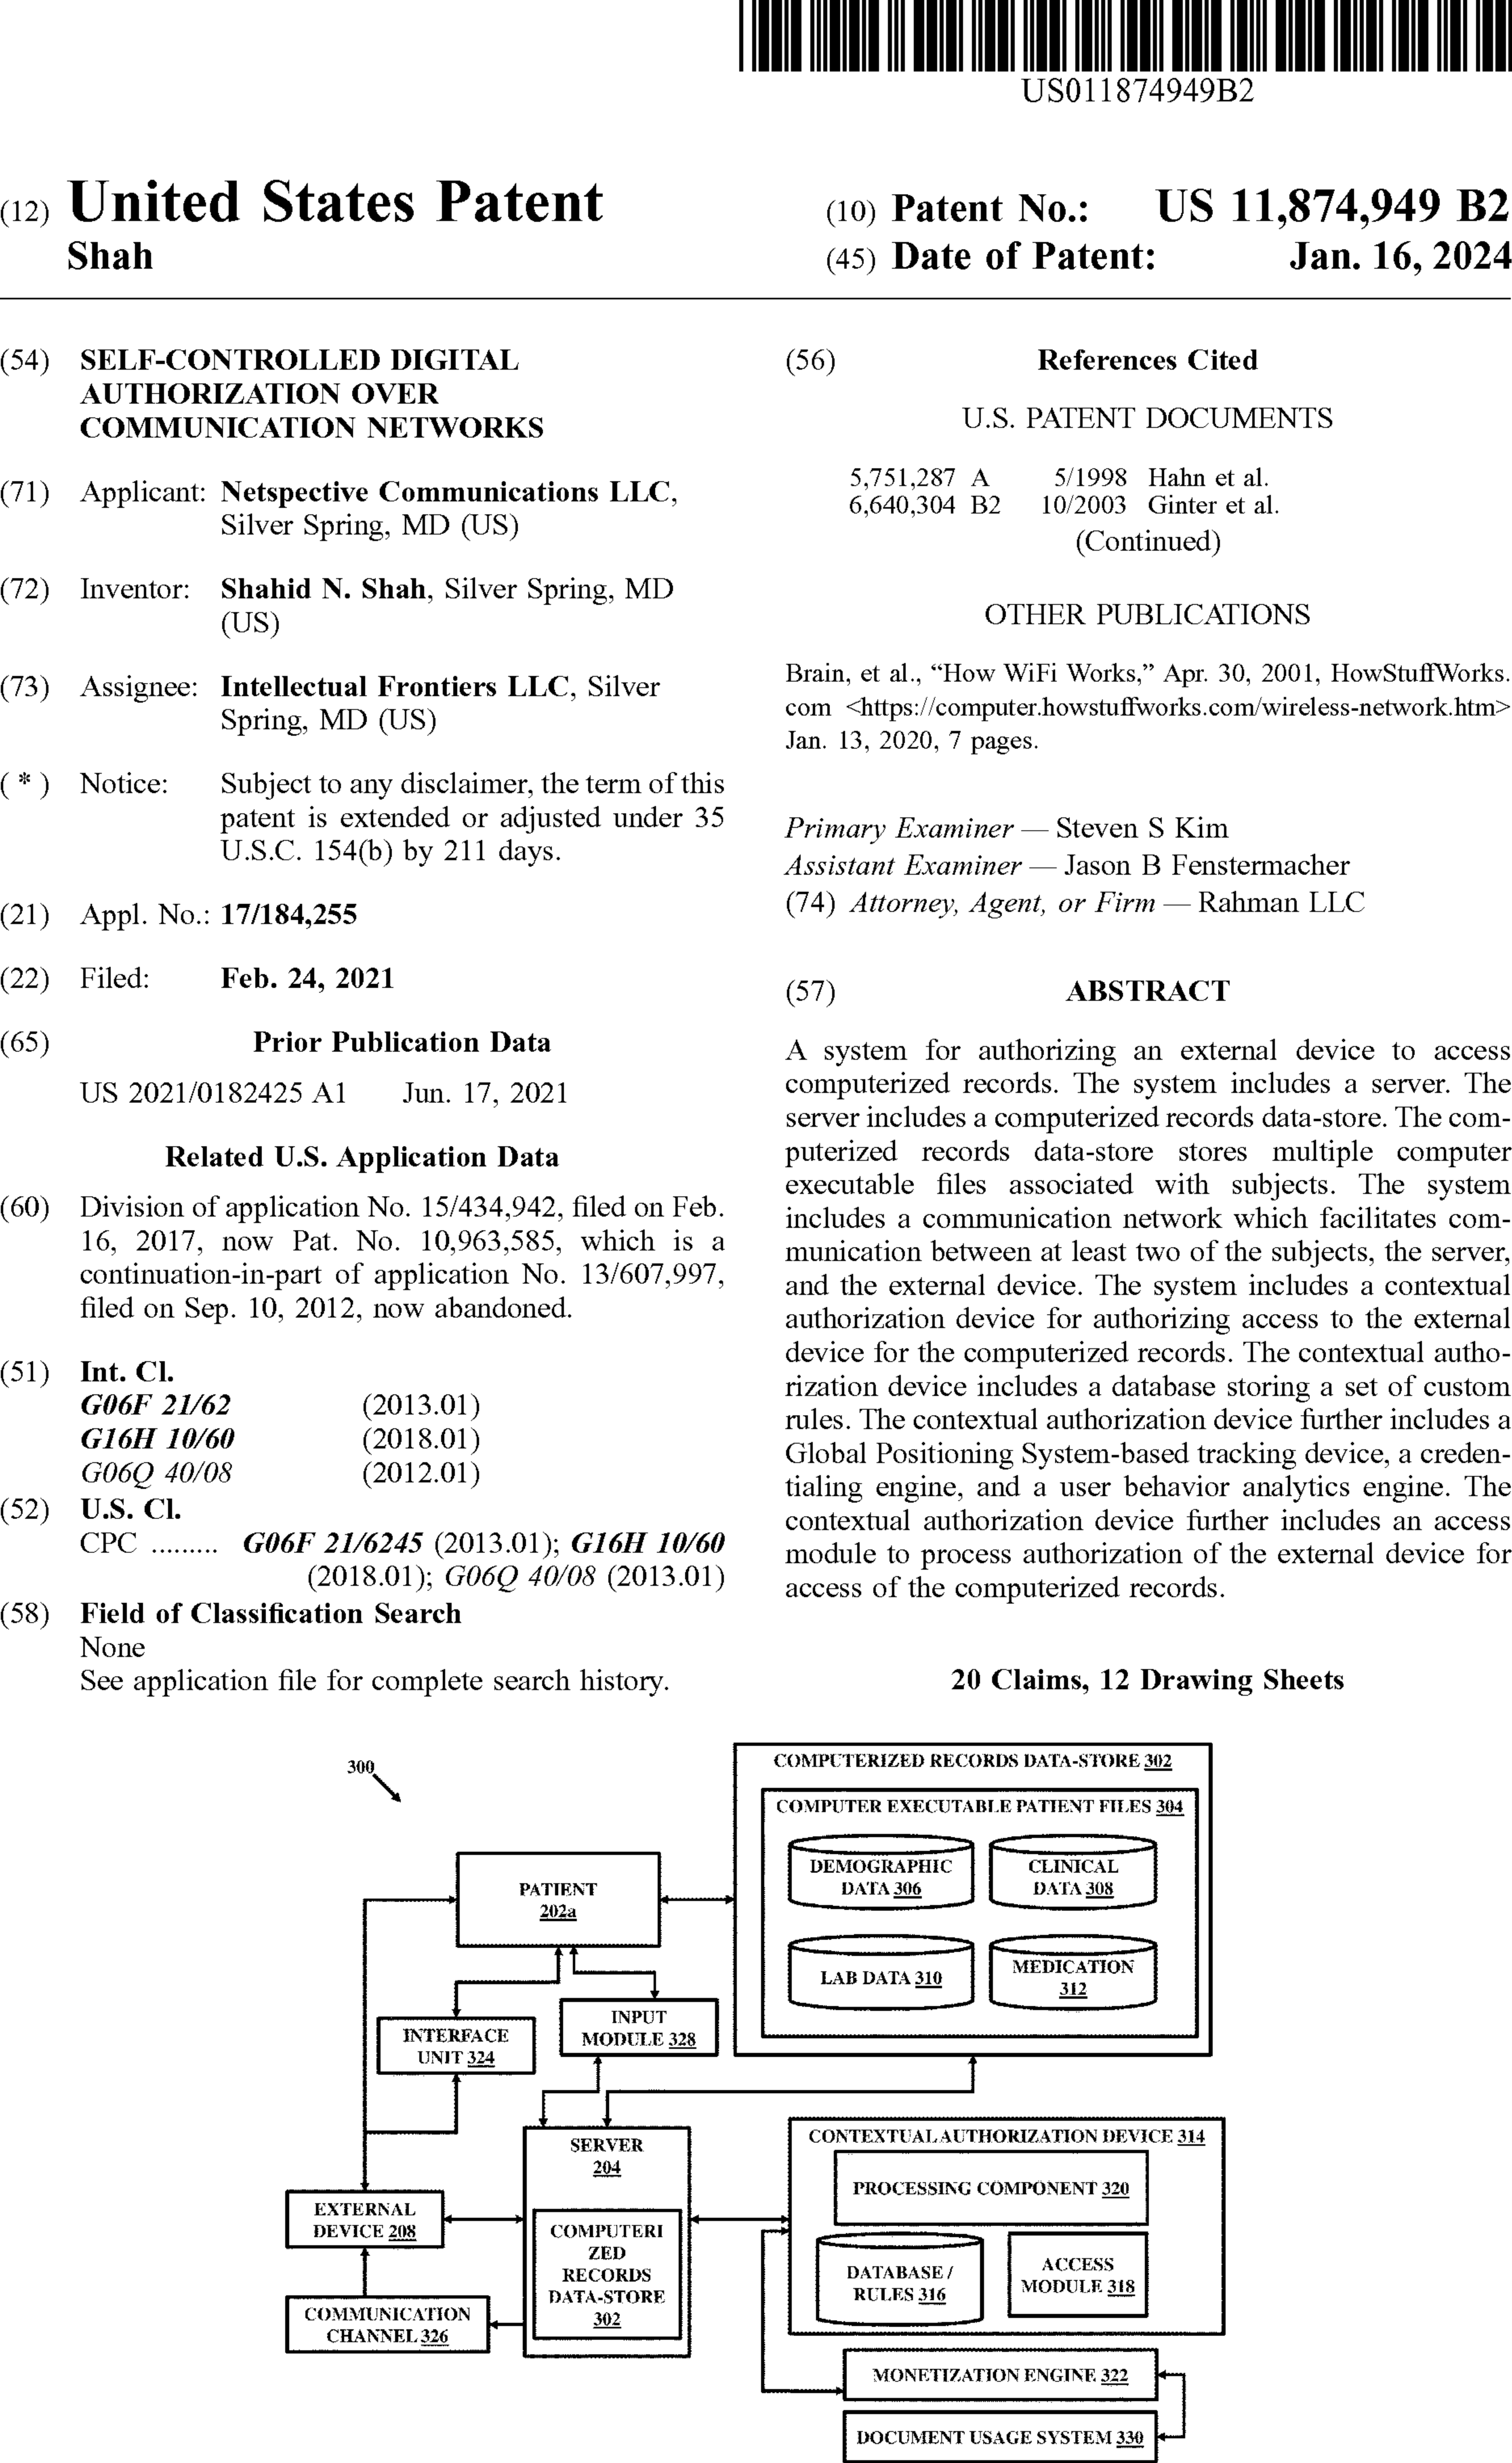 US011874949B2
(12) United States Patent
Shah
(10) Patent No.: US 11,874,949 B2
(45) Date of Patent: Jan. 16, 2024
(54) SELF-CONTROLLED DIGITAL
AUTHORIZATION OVER
COMMUNICATION NETWORKS
(71) Applicant: Netspective Communications LLC,
Silver Spring, MD (US)
(72) Inventor: Shahid N. Shah, Silver Spring, MD
(US)
(73) Assignee: Intellectual Frontiers LLC, Silver
Spring, MD (US)
( * ) Notice: Subject to any disclaimer, the term of this
patent is extended or adjusted under 35
U.S.C. 154(b) by 211 days.
(21) Appl. No.: 17/184,255
(22) Filed: Feb. 24, 2021
(65) Prior Publication Data
US 2021/0182425 A1 Jun. 17, 2021
Related U.S. Application Data
(60) Division of application No. 15/434,942, filed on Feb.
16, 2017, now Pat. No. 10,963,585, which is a
continuation-in-part of application No. 13/607,997,
filed on Sep. 10, 2012, now abandoned.
(51) Int. Cl.
G06F 21/62 (2013.01)
G16H 10/60 (2018.01)
G06Q 40/08 (2012.01)
(52) U.S. Cl.
CPC ......... G06F 21/6245 (2013.01); G16H 10/60
(2018.01); G06Q 40/08 (2013.01)
(58) Field of Classification Search
None
See application file for complete search history.
(56) References Cited
U.S. PATENT DOCUMENTS
5,751,287 A 5/1998 Hahn et al.
6,640,304 B2 10/2003 Ginter et al.
(Continued)
OTHER PUBLICATIONS
Brain, et al., “How WiFi Works,” Apr. 30, 2001, HowStuffWorks.
com <https://computer.howstuffworks.com/wireless-network.htm>
Jan. 13, 2020, 7 pages.
Primary Examiner — Steven S Kim
Assistant Examiner — Jason B Fenstermacher
(74) Attorney, Agent, or Firm — Rahman LLC
(57) ABSTRACT
A system for authorizing an external device to access
computerized records. The system includes a server. The
server includes a computerized records data-store. The com-
puterized records data-store stores multiple computer
executable files associated with subjects. The system
includes a communication network which facilitates com-
munication between at least two of the subjects, the server,
and the external device. The system includes a contextual
authorization device for authorizing access to the external
device for the computerized records. The contextual autho-
rization device includes a database storing a set of custom
rules. The contextual authorization device further includes a
Global Positioning System-based tracking device, a creden-
tialing engine, and a user behavior analytics engine. The
contextual authorization device further includes an access
module to process authorization of the external device for
access of the computerized records.
20 Claims, 12 Drawing Sheets
300
COMPUTERIZED RECORDS DATA-STORE 302
COMPUTER EXECUTABLE PATIENT FILES 304
DEMOGRAPHIC
DATA 306
CLINICAL
DATA 308
LAB DATA 310
MEDICATION
312
PATIENT
202a
INTERFACE
UNIT 324
INPUT
MODULE 328
SERVER
204
COMPUTERI
ZED
RECORDS
DATA-STORE
302
EXTERNAL
DEVICE 208
COMMUNICATION
CHANNEL 326
CONTEXTUAL AUTHORIZATION DEVICE 314
PROCESSING COMPONENT 320
DATABASE /
RULES 316
ACCESS
MODULE 318
MONETIZATION ENGINE 322
DOCUMENT USAGE SYSTEM 330